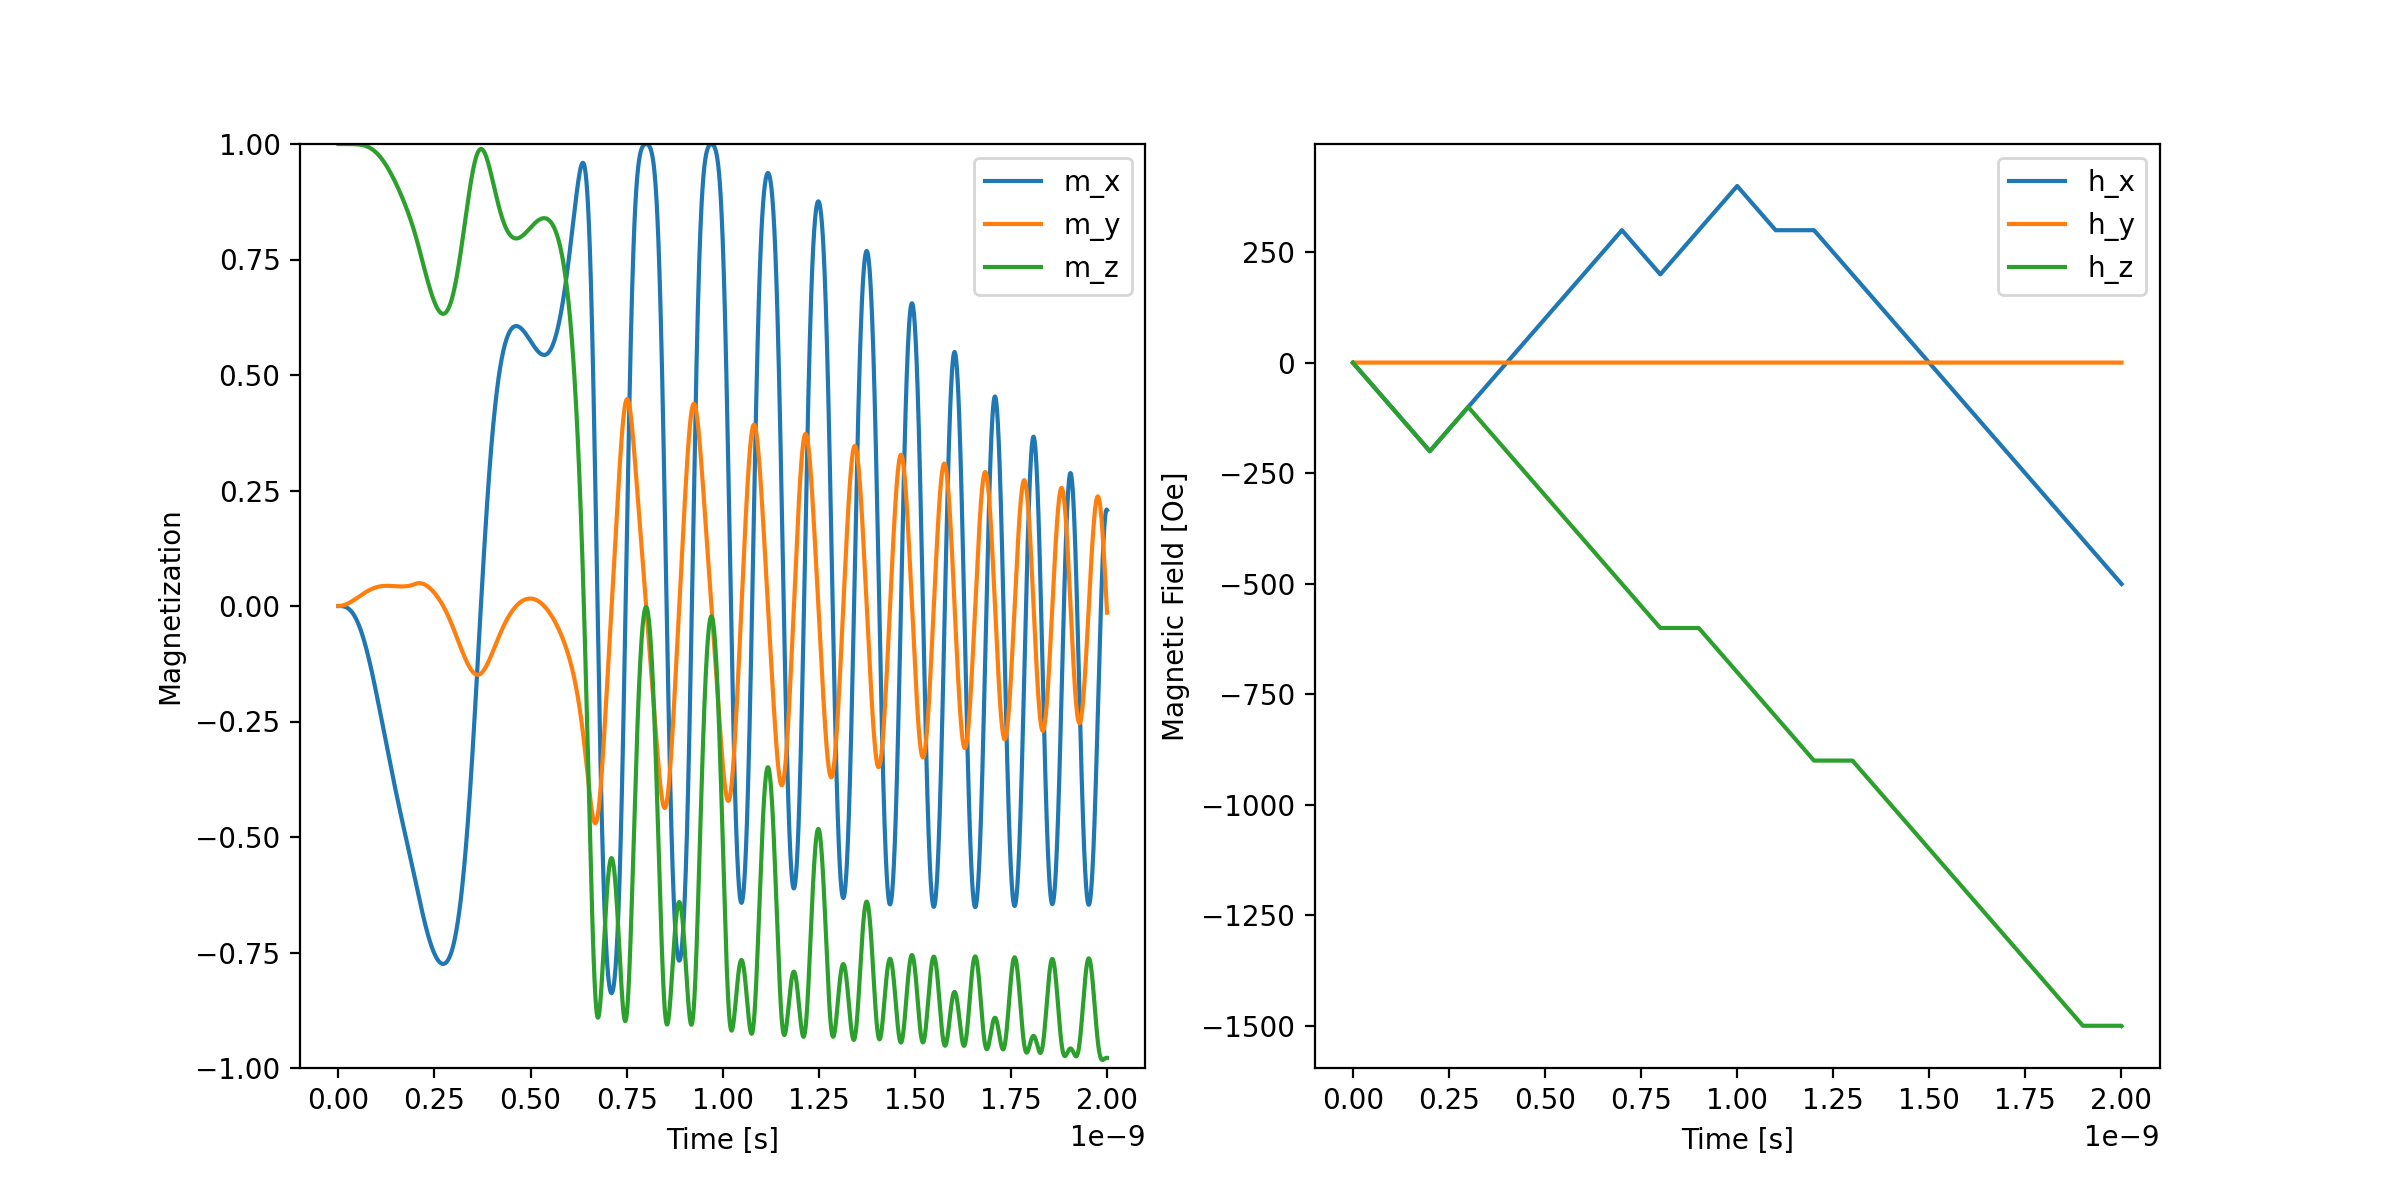 1.00
0.75
0.50
0.25
0.00
−0.25
−0.50
−0.75
−1.00
Magnetization
0.00 0.25 0.50 0.75 1.00 1.25 1.50 1.75 2.00
Time [s]
1e−9
m_x
m_y
m_z
250
0
−250
−500
−750
−1000
−1250
−1500
Magnetic Field [Oe]
0.00 0.25 0.50 0.75 1.00 1.25 1.50 1.75 2.00
Time [s]
1e−9
h_x
h_y
h_z